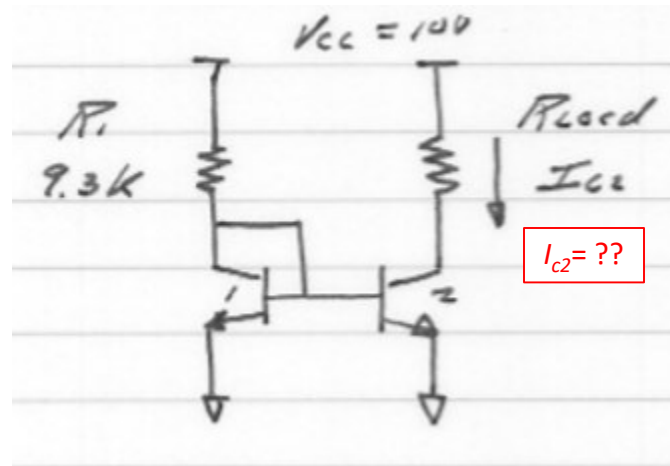 Vcc = 10V
R1
9.3K
RLoad
Ic2
Ic2= ??
1
2